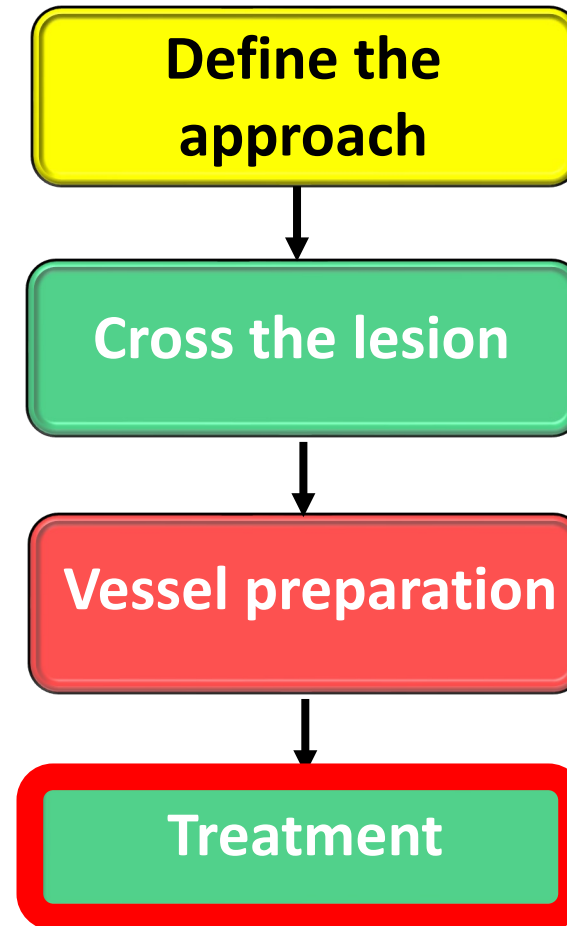 Define the
approach
Cross the lesion
Vessel preparation
Treatment